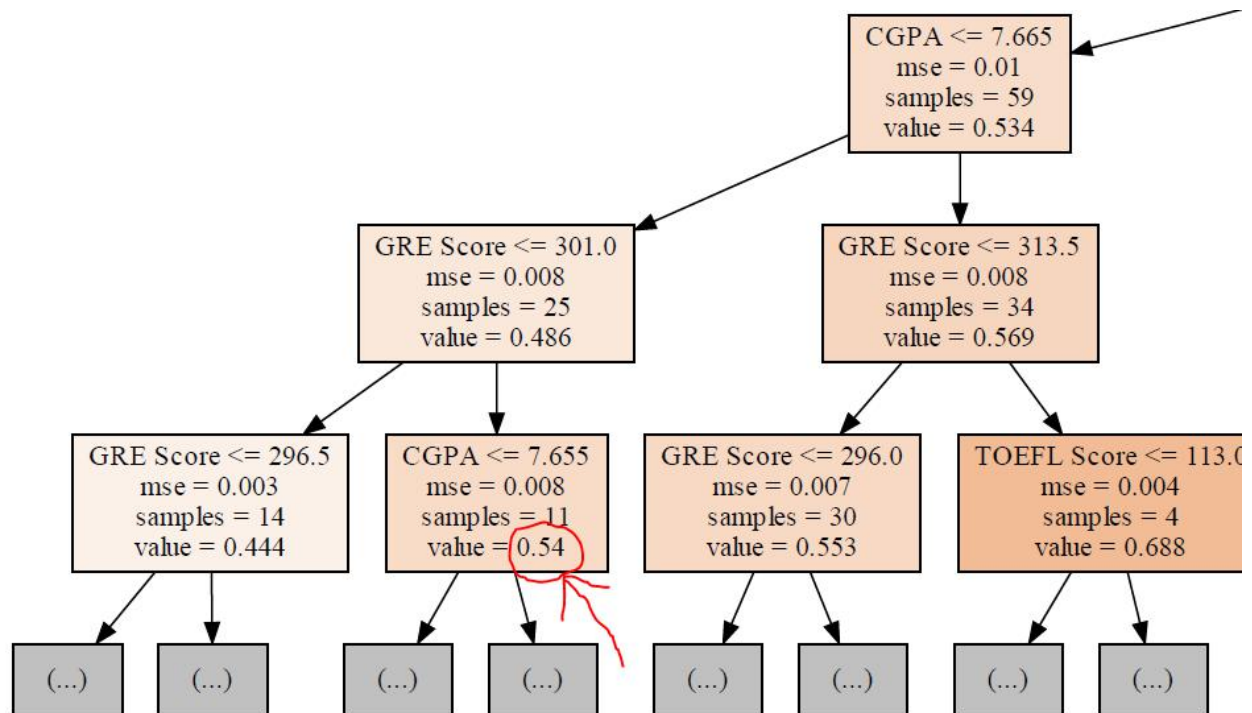 CGPA <= 7.665
mse = 0.01
samples = 59
value = 0.534
GRE Score <= 301.0
mse = 0.008
samples = 25
value = 0.486
GRE Score <= 313.5
mse = 0.008
samples = 34
value = 0.569
GRE Score <= 296.5
mse = 0.003
samples = 14
value = 0.444
CGPA <= 7.655
mse = 0.008
samples = 11
value = 0.54
GRE Score <= 296.0
mse = 0.007
samples = 30
value = 0.553
TOEFL Score <= 113.0
mse = 0.004
samples = 4
value = 0.688
(...)
(...)
(...)
(...)
(...)
(...)
(...)
(...)